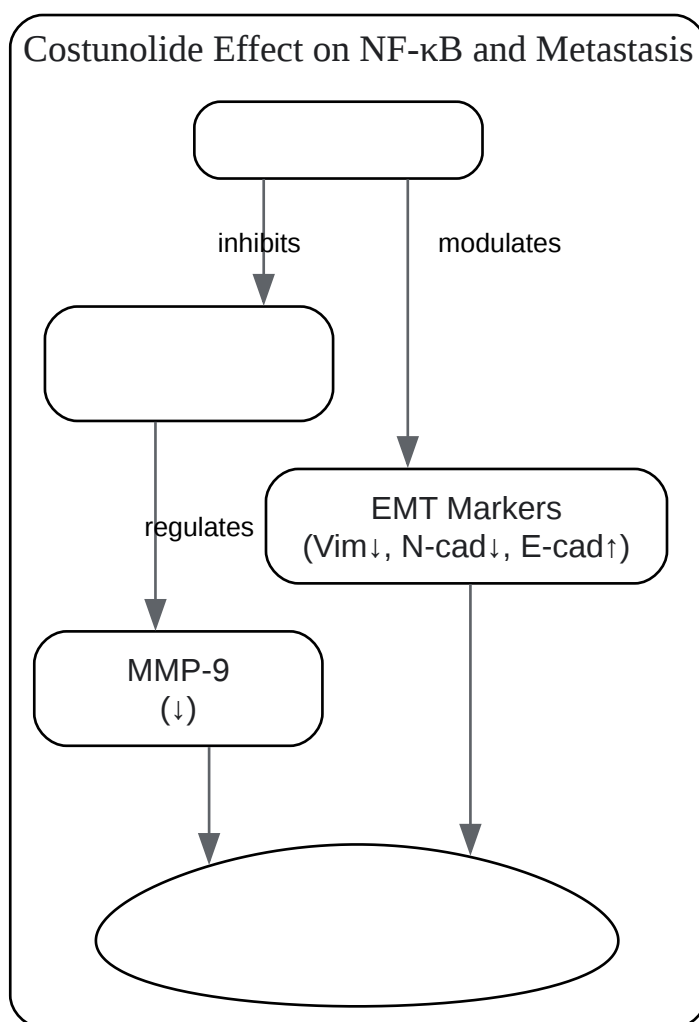 Costunolide Effect on NF-κB and Metastasis
inhibits
modulates
EMT Markers
(Vim↓, N-cad↓, E-cad↑)
regulates
MMP-9
(↓)